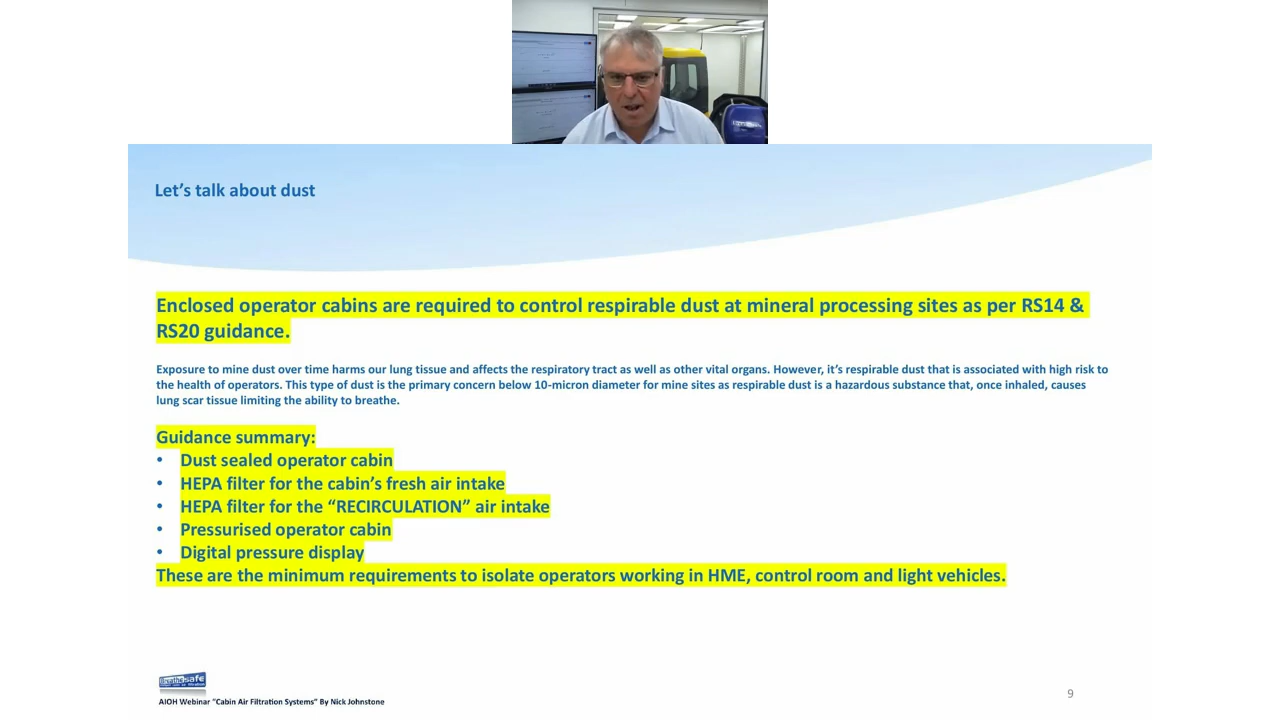 Let's talk about dust
Enclosed operator cabins are required to control respirable dust at mineral processing sites as per RS14 &
RS20 guidance.
Exposure to mine dust over time harms our lung tissue and affects the respiratory tract as well as other vital organs. However, it's respirable dust that is associated with high risk to
the health of operators. This type of dust is the primary concern below 10-micron diameter for mine sites as respirable dust is a hazardous substance that, once inhaled, causes
lung scar tissue limiting the ability to breathe.
Guidance summary:
• Dust sealed operator cabin
• HEPA filter for the cabin's fresh air intake
• HEPA filter for the “RECIRCULATION” air intake
• Pressurised operator cabin
• Digital pressure display
These are the minimum requirements to isolate operators working in HME, control room and light vehicles.
Breathe safe
AIOH Webinar “Cabin Air Filtration Systems” By Nick Johnstone
9